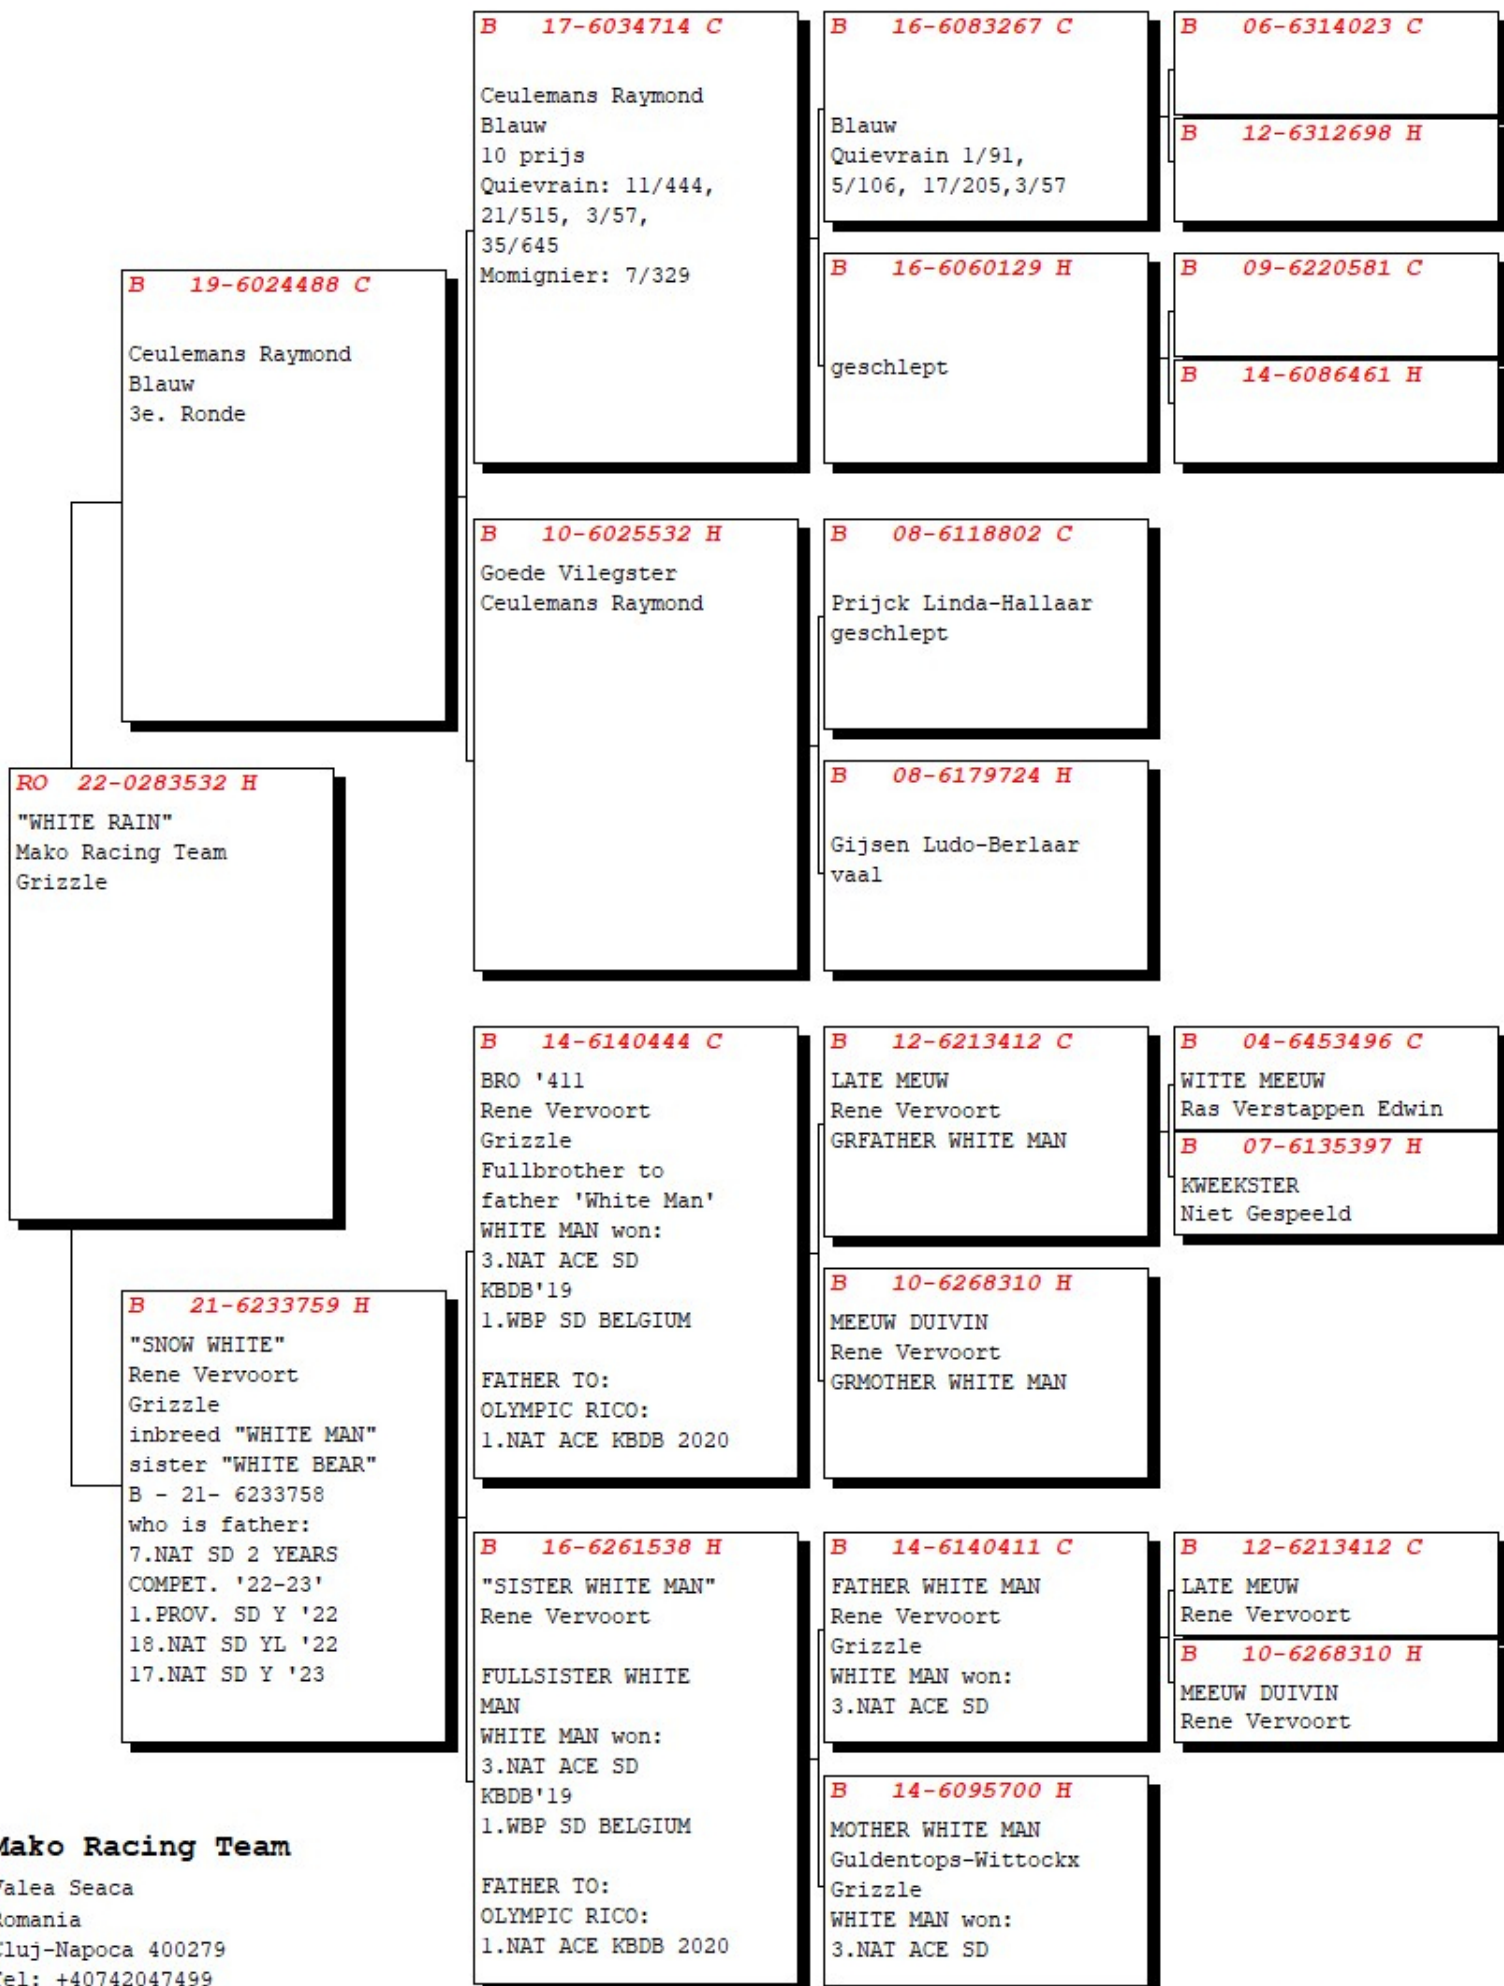 B 17-6034714 C
Ceulemans Raymond
Blauw
10 prijs
Quievrain: 11/444,
21/515, 3/57,
35/645
Momignier: 7/329
B 16-6083267 C
Blauw
Quievrain 1/91,
5/106, 17/205,3/57
B 06-6314023 C
B 12-6312698 H
B 16-6060129 H
geschlept
B 09-6220581 C
B 14-6086461 H
B 19-6024488 C
Ceulemans Raymond
Blauw
3e. Ronde
B 10-6025532 H
Goede Vilegster
Ceulemans Raymond
B 08-6118802 C
Prijck Linda-Hallaar
geschlept
B 08-6179724 H
Gijsen Ludo-Berlaar
vaal
RO 22-0283532 H
"WHITE RAIN"
Mako Racing Team
Grizzle
B 14-6140444 C
BRO '411
Rene Vervoort
Grizzle
Fullbrother to
father 'White Man'
WHITE MAN won:
3.NAT ACE SD
KBDB'19
1.WBP SD BELGIUM
FATHER TO:
OLYMPIC RICO:
1.NAT ACE KBDB 2020
B 12-6213412 C
LATE MEUW
Rene Vervoort
GRFATHER WHITE MAN
B 04-6453496 C
WITTE MEEUW
Ras Verstappen Edwin
B 07-6135397 H
KWEEKSTER
Niet Gespeeld
B 10-6268310 H
MEEUW DUIVIN
Rene Vervoort
GRMOTHER WHITE MAN
B 21-6233759 H
"SNOW WHITE"
Rene Vervoort
Grizzle
inbreed "WHITE MAN"
sister "WHITE BEAR"
B - 21- 6233758
who is father:
7.NAT SD 2 YEARS
COMPET. '22-23'
1.PROV. SD Y '22
18.NAT SD YL '22
17.NAT SD Y '23
B 16-6261538 H
"SISTER WHITE MAN"
Rene Vervoort
FULLSISTER WHITE
MAN
WHITE MAN won:
3.NAT ACE SD
KBDB'19
1.WBP SD BELGIUM
FATHER TO:
OLYMPIC RICO:
1.NAT ACE KBDB 2020
B 14-6140411 C
FATHER WHITE MAN
Rene Vervoort
Grizzle
WHITE MAN won:
3.NAT ACE SD
B 12-6213412 C
LATE MEUW
Rene Vervoort
B 10-6268310 H
MEEUW DUIVIN
Rene Vervoort
B 14-6095700 H
MOTHER WHITE MAN
Guldentops-Wittockx
Grizzle
WHITE MAN won:
3.NAT ACE SD
Mako Racing Team
Valea Seaca
Romania
Cluj-Napoca 400279
Tel: +40742047499